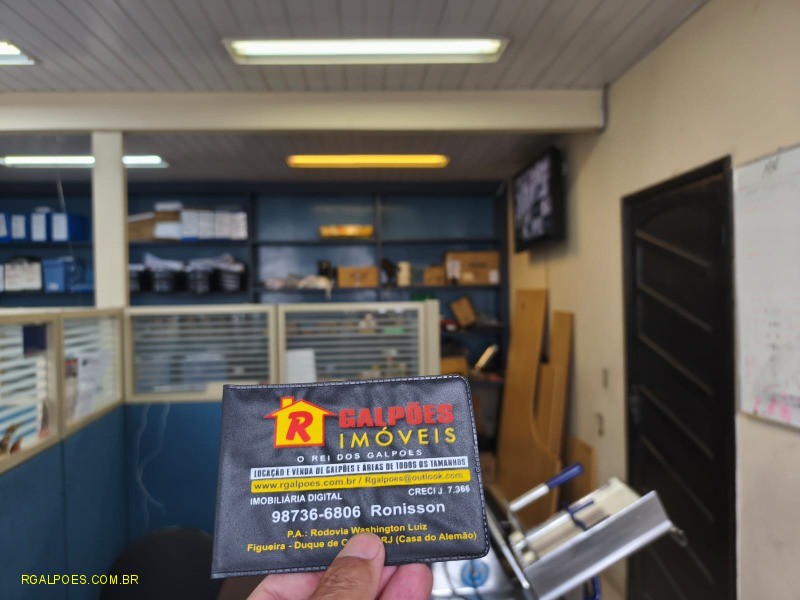 R GALPÕES
IMÓVEIS
O REI DOS GALPOES
LOCAÇÃO E VENDA DE GALPÕES E ÁREAS DE TODOS OS TAMANHOS
www.rgalpoes.com.br / Rgalpoes@outlook.com
IMOBILIÁRIA DIGITAL CRECI J 7.366
98736-6806 Ronisson
P.A.: Rodovia Washington Luiz
Figueira - Duque de RJ (Casa do Alemão)
RGALPOES.COM.BR